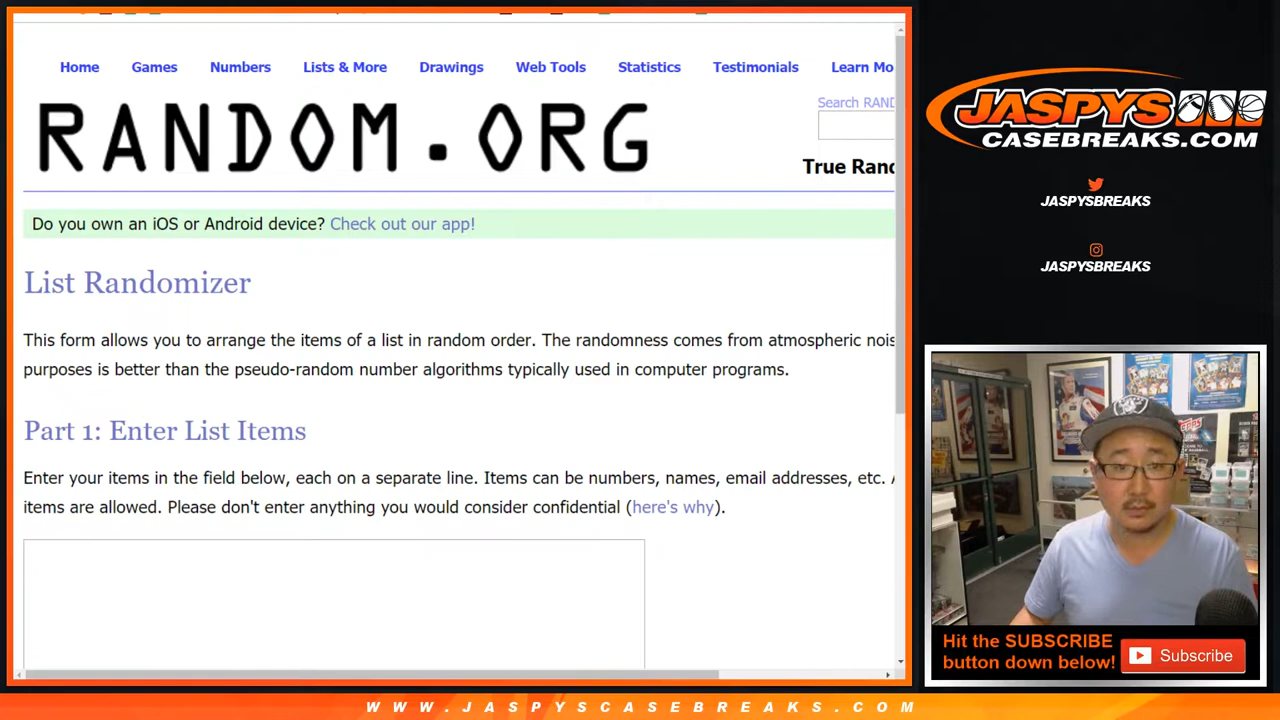 Home Games Numbers Lists & More Drawings Web Tools Statistics Testimonials Learn Mo
RANDOM.ORG
Search RAND
True Rand
Do you own an iOS or Android device? Check out our app!
List Randomizer
This form allows you to arrange the items of a list in random order. The randomness comes from atmospheric nois
purposes is better than the pseudo-random number algorithms typically used in computer programs.
Part 1: Enter List Items
Enter your items in the field below, each on a separate line. Items can be numbers, names, email addresses, etc. A
items are allowed. Please don't enter anything you would consider confidential (here's why).
JASPYS
CASEBREAKS.COM
JASPYSBREAKS
JASPYSBREAKS
Hit the SUBSCRIBE
button down below!
Subscribe
WWW.JASPYSCASEBREAKS.COM